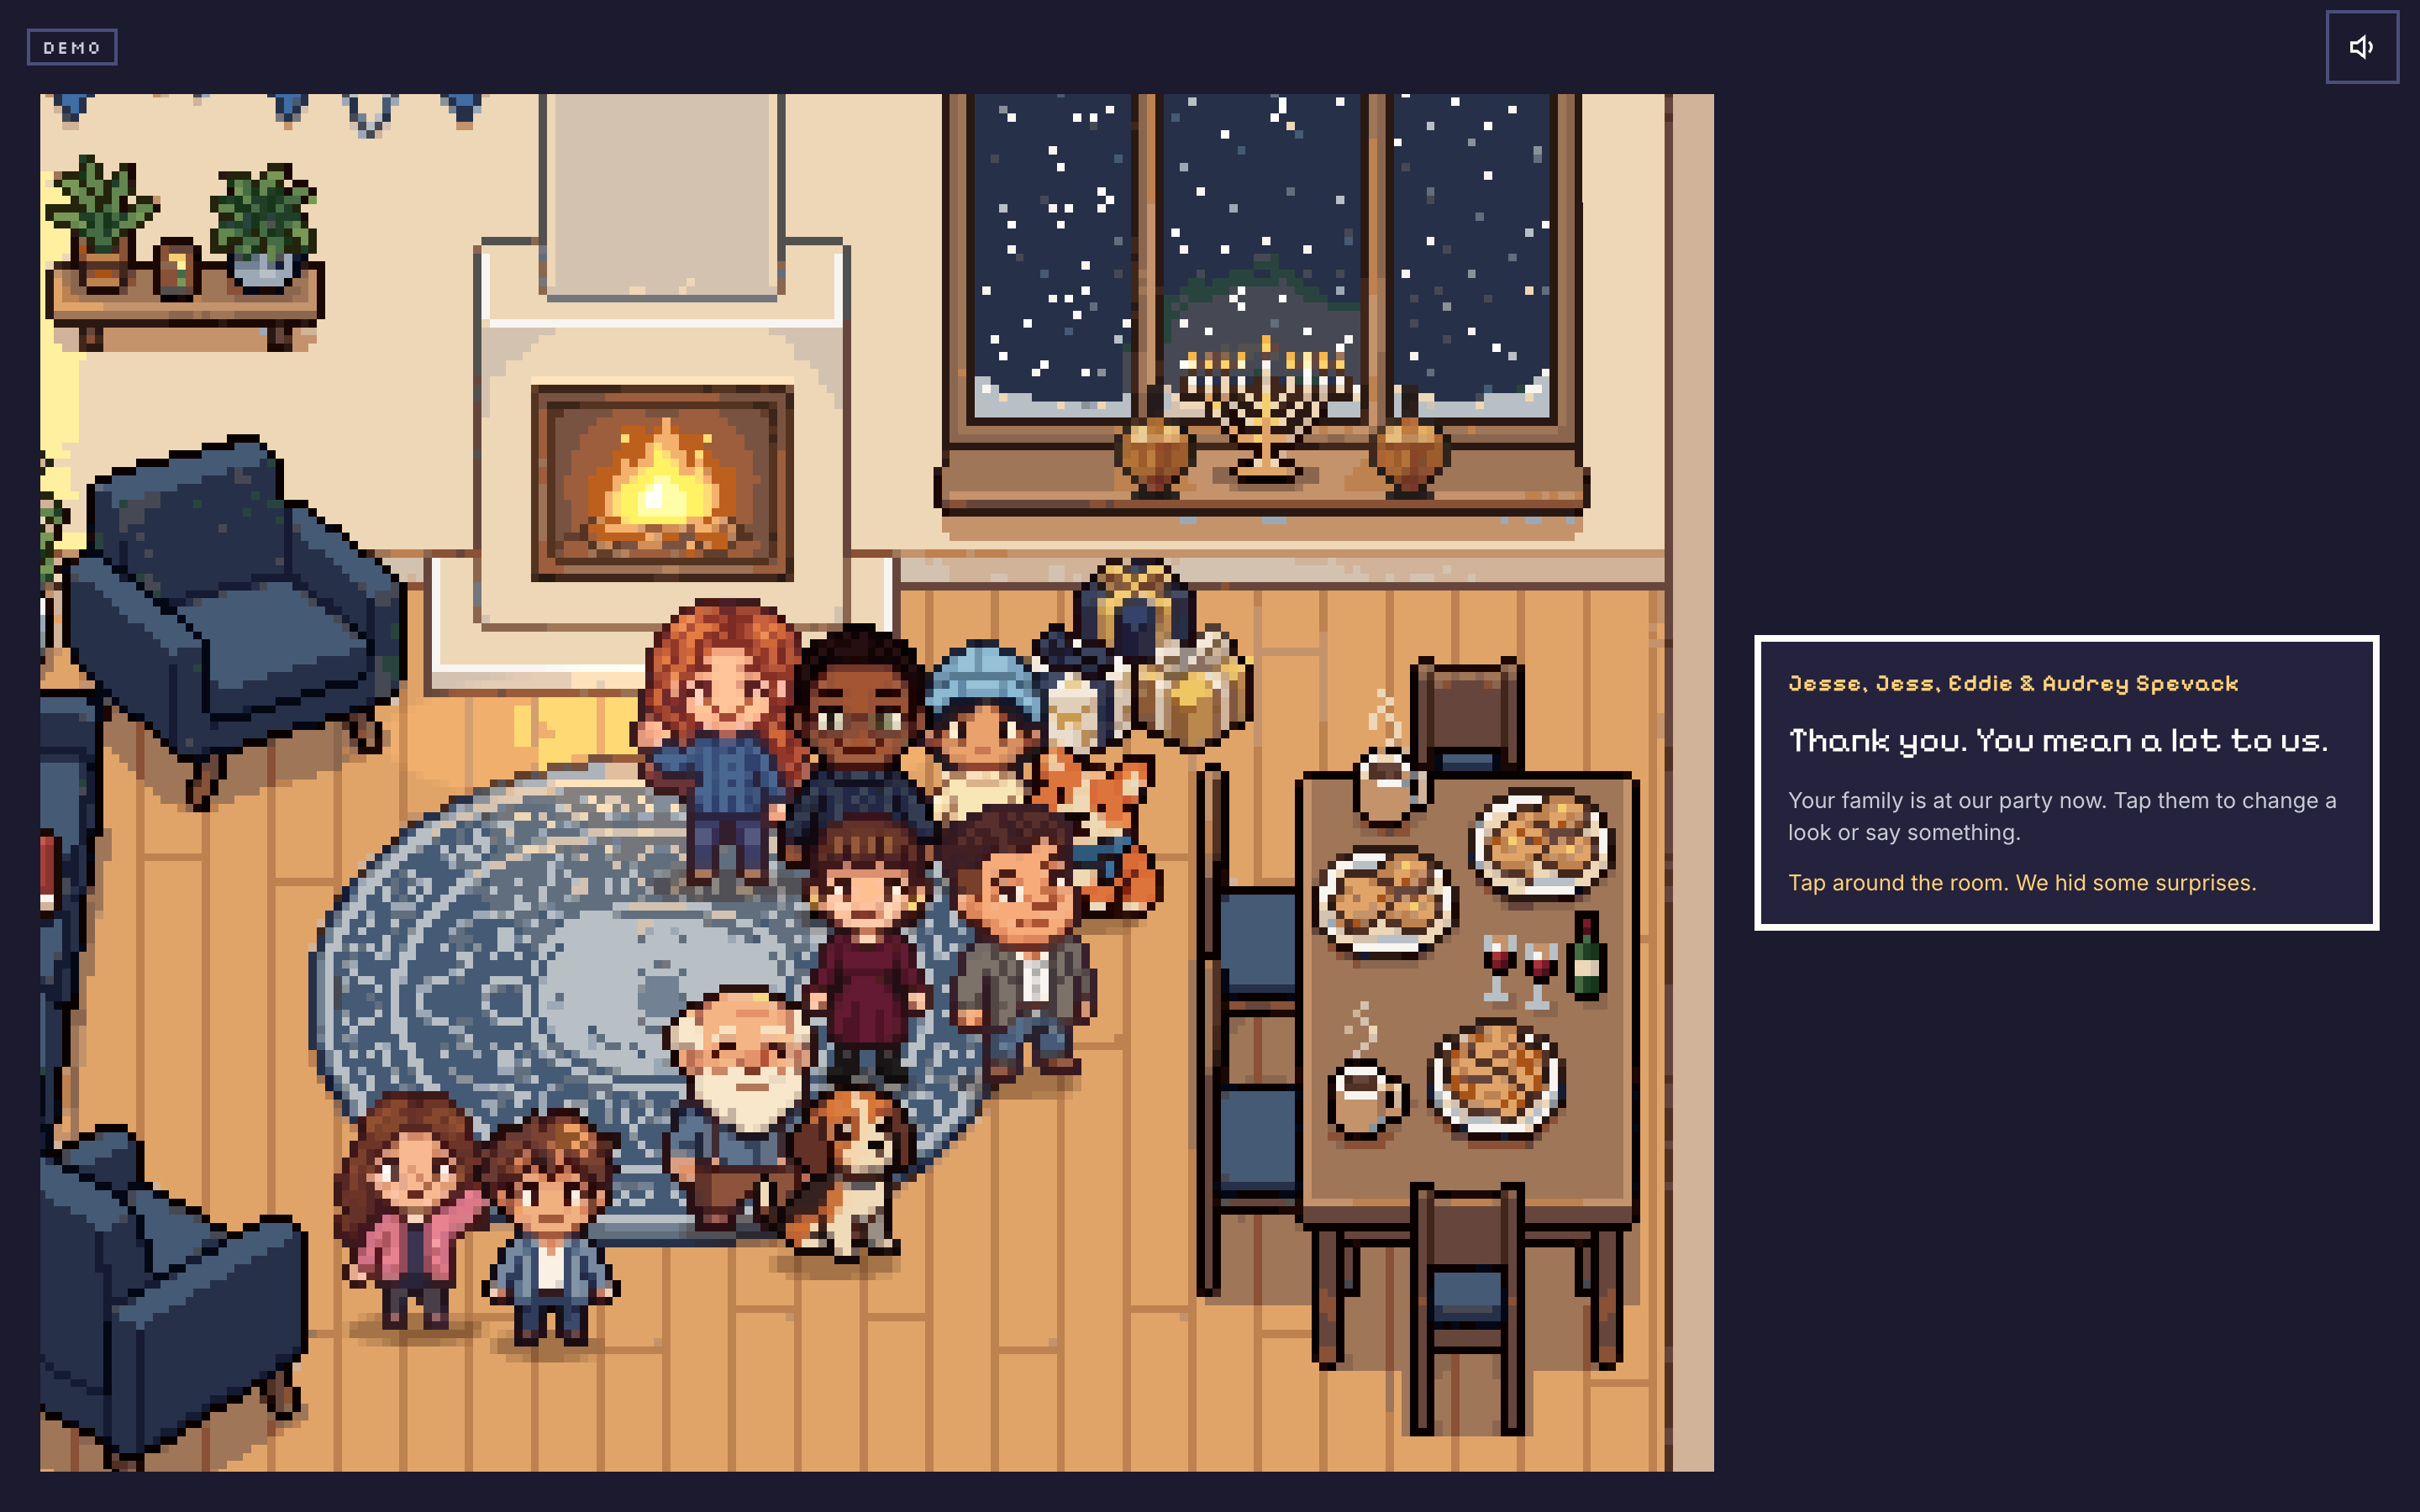 DEMO
Jesse, Jess, Eddie & Audrey Spevack
Thank you. You mean a lot to us.
Your family is at our party now. Tap them to change a
look or say something.
Tap around the room. We hid some surprises.